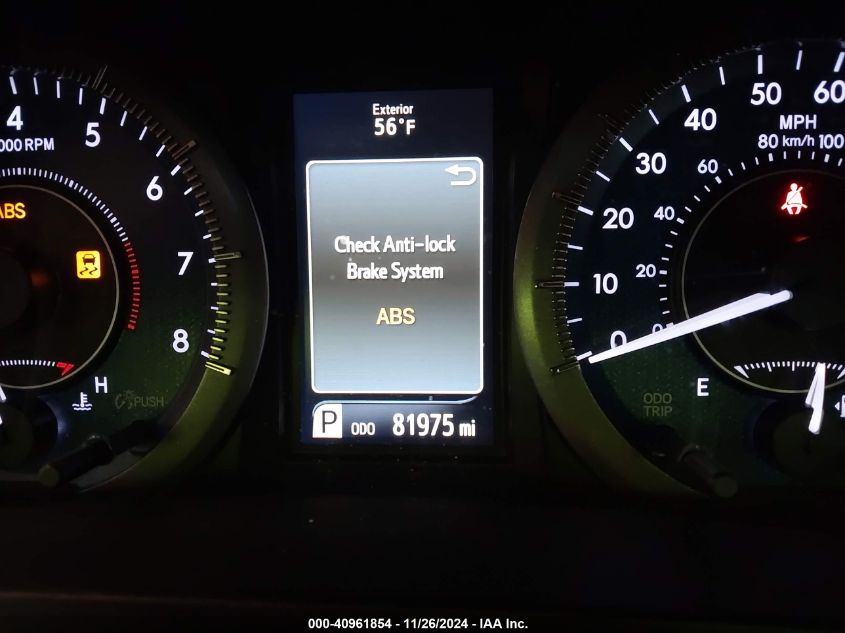 Exterior
56°F
Check Anti-lock
Brake System
ABS
P ODO 81975 mi
4
5
6
7
8
000 RPM
ABS
H
PUSH
0
10
20
30
40
50
60
MPH
80 km/h 100
60
40
20
0
ODO
TRIP
E
000-40961854 - 11/26/2024 - IAA Inc.